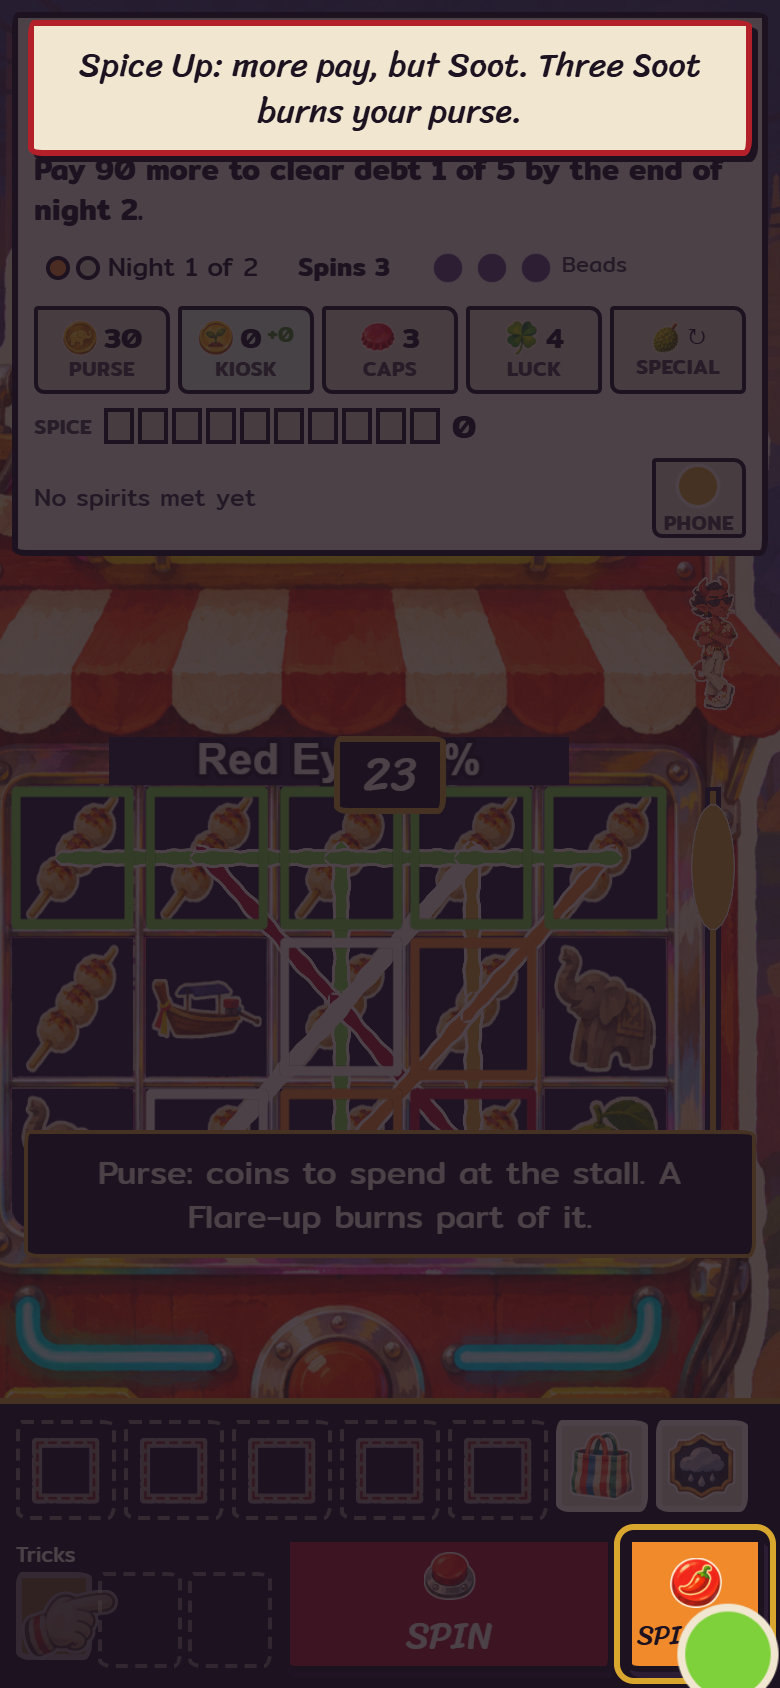 Spice Up: more pay, but Soot. Three Soot
burns your purse.
Pay 90 more to clear debt 1 of 5 by the end of
night 2.
Night 1 of 2 Spins 3 Beads
30 0 +0 3 4
PURSE KIOSK CAPS LUCK SPECIAL
SPICE 0
No spirits met yet
PHONE
Red Ey %
23
Purse: coins to spend at the stall. A
Flare-up burns part of it.
Tricks
SPIN
SPI